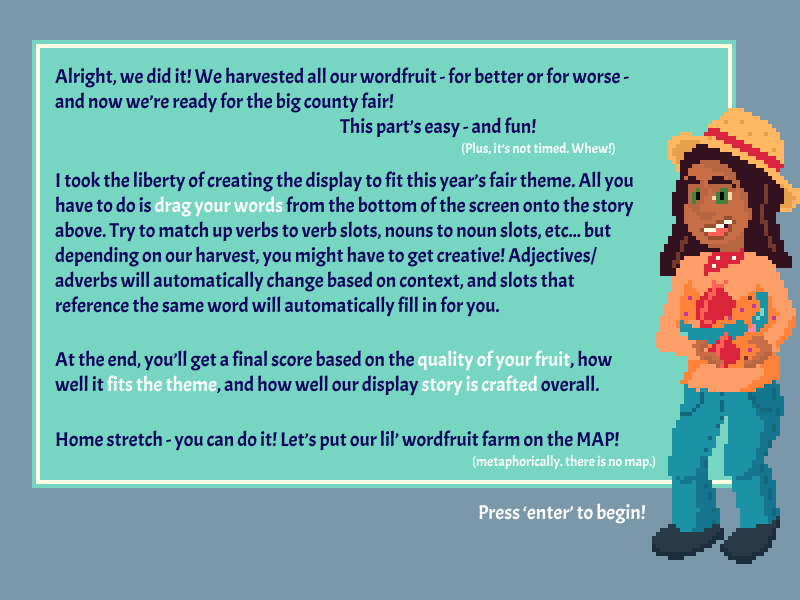 Alright, we did it! We harvested all our wordfruit - for better or for worse -
and now we're ready for the big county fair!
This part's easy - and fun!
(Plus, it's not timed. Whew!)
I took the liberty of creating the display to fit this year's fair theme. All you
have to do is drag your words from the bottom of the screen onto the story
above. Try to match up verbs to verb slots, nouns to noun slots, etc... but
depending on our harvest, you might have to get creative! Adjectives/
adverbs will automatically change based on context, and slots that
reference the same word will automatically fill in for you.
At the end, you'll get a final score based on the quality of your fruit, how
well it fits the theme, and how well our display story is crafted overall.
Home stretch - you can do it! Let's put our lil' wordfruit farm on the MAP!
(metaphorically. there is no map.)
Press 'enter' to begin!